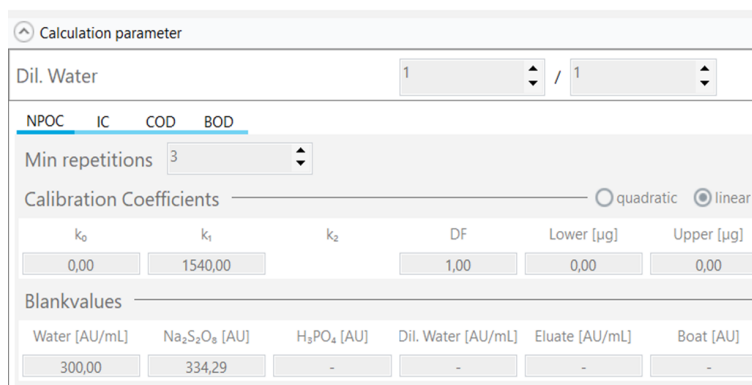 Calculation parameter
Dil. Water 1 / 1
NPOC IC COD BOD
Min repetitions 3
Calibration Coefficients quadratic linear
k₀ k₁ k₂ DF Lower [µg] Upper [µg]
0,00 1540,00 1,00 0,00 0,00
Blankvalues
Water [AU/mL] Na₂S₂O₈ [AU] H₃PO₄ [AU] Dil. Water [AU/mL] Eluate [AU/mL] Boat [AU]
300,00 334,29 - - - -